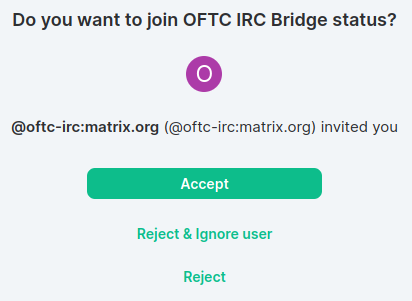 Do you want to join OFTC IRC Bridge status?
O
@oftc-irc:matrix.org (@oftc-irc:matrix.org) invited you
Accept
Reject & Ignore user
Reject